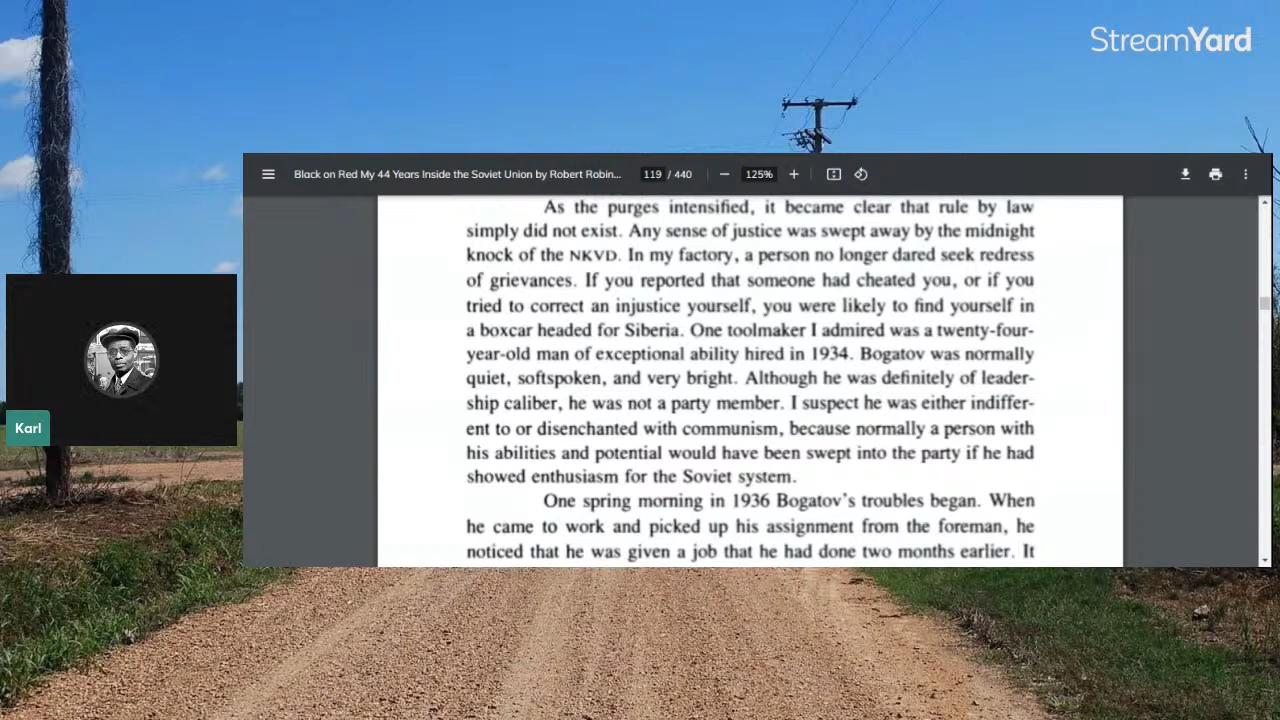 StreamYard
Black on Red My 44 Years Inside the Soviet Union by Robert Robin...
119 / 440
125%
As the purges intensified, it became clear that rule by law
simply did not exist. Any sense of justice was swept away by the midnight
knock of the NKVD. In my factory, a person no longer dared seek redress
of grievances. If you reported that someone had cheated you, or if you
tried to correct an injustice yourself, you were likely to find yourself in
a boxcar headed for Siberia. One toolmaker I admired was a twenty-four-
year-old man of exceptional ability hired in 1934. Bogatov was normally
quiet, softspoken, and very bright. Although he was definitely of leader-
ship caliber, he was not a party member. I suspect he was either indiffer-
ent to or disenchanted with communism, because normally a person with
his abilities and potential would have been swept into the party if he had
showed enthusiasm for the Soviet system.
One spring morning in 1936 Bogatov's troubles began. When
he came to work and picked up his assignment from the foreman, he
noticed that he was given a job that he had done two months earlier. It
Karl